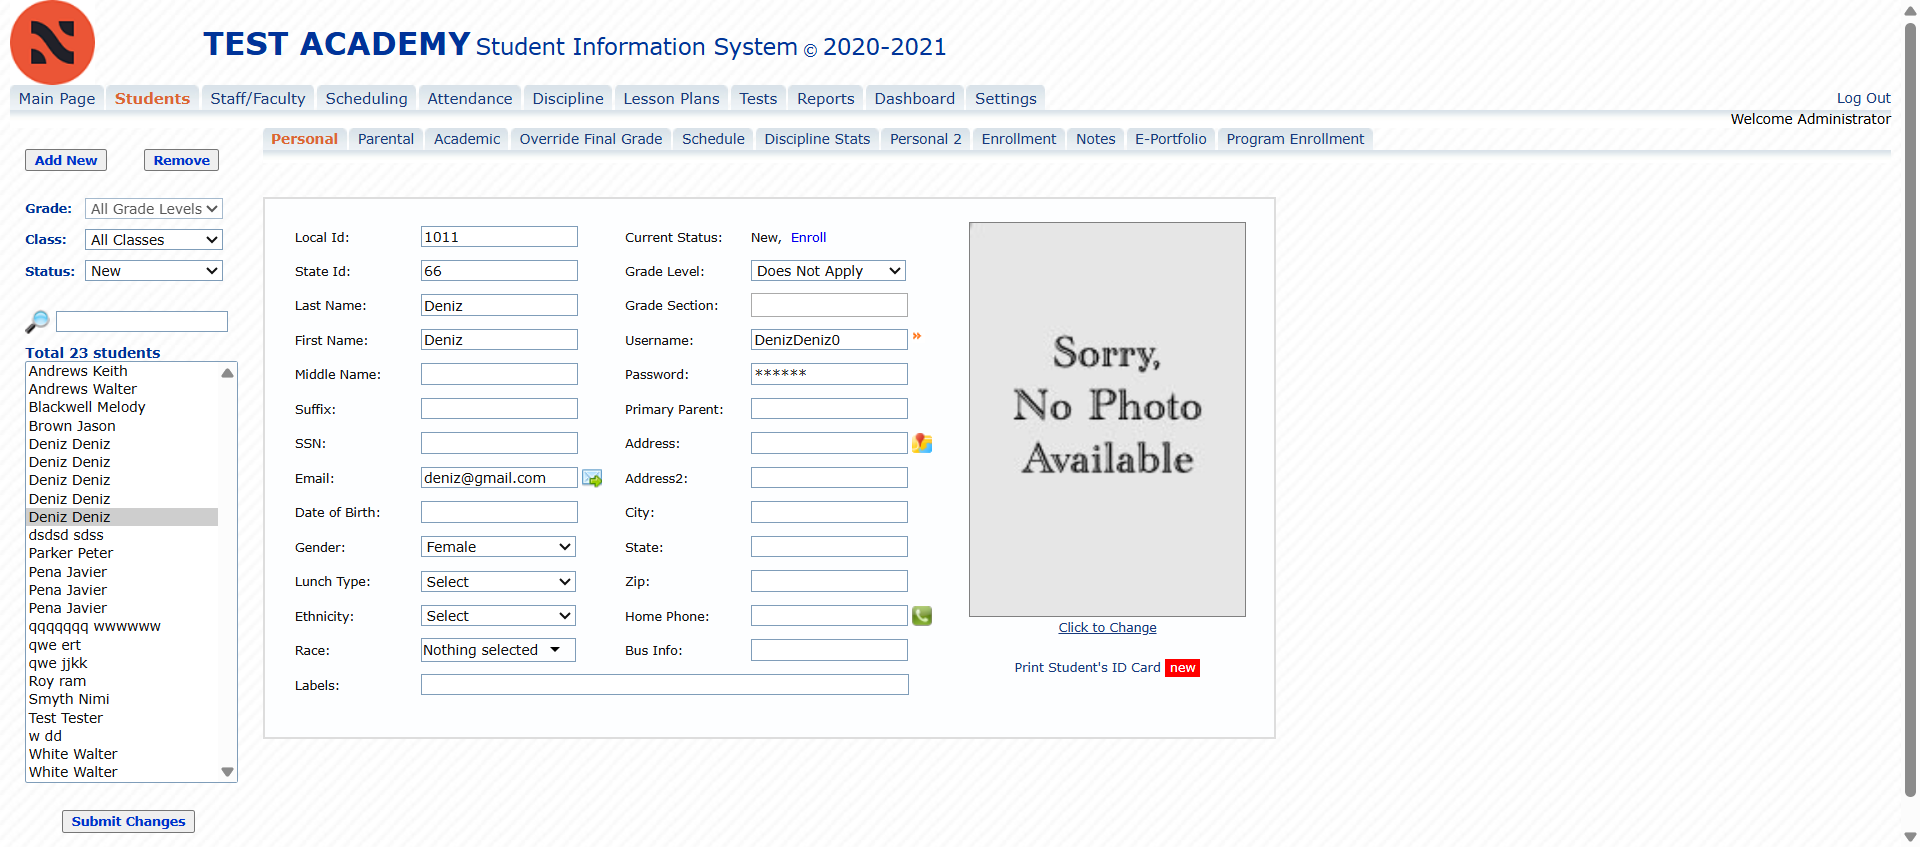 TEST ACADEMY Student Information System © 2020-2021
Main Page Students Staff/Faculty Scheduling Attendance Discipline Lesson Plans Tests Reports Dashboard Settings
Log Out
Welcome Administrator
Personal Parental Academic Override Final Grade Schedule Discipline Stats Personal 2 Enrollment Notes E-Portfolio Program Enrollment
Add New Remove
Grade: All Grade Levels
Class: All Classes
Status: New
Total 23 students
Andrews Keith
Andrews Walter
Blackwell Melody
Brown Jason
Deniz Deniz
Deniz Deniz
Deniz Deniz
Deniz Deniz
Deniz Deniz
dsdsd sdss
Parker Peter
Pena Javier
Pena Javier
Pena Javier
qqqqqqq wwwwww
qwe ert
qwe jjkk
Roy ram
Smyth Nimi
Test Tester
w dd
White Walter
White Walter
Submit Changes
Local Id: 1011
State Id: 66
Last Name: Deniz
First Name: Deniz
Middle Name:
Suffix:
SSN:
Email: deniz@gmail.com
Date of Birth:
Gender: Female
Lunch Type: Select
Ethnicity: Select
Race: Nothing selected
Labels:
Current Status: New, Enroll
Grade Level: Does Not Apply
Grade Section:
Username: DenizDeniz0 »
Password: ******
Primary Parent:
Address:
Address2:
City:
State:
Zip:
Home Phone:
Bus Info:
Sorry,
No Photo
Available
Click to Change
Print Student's ID Card new